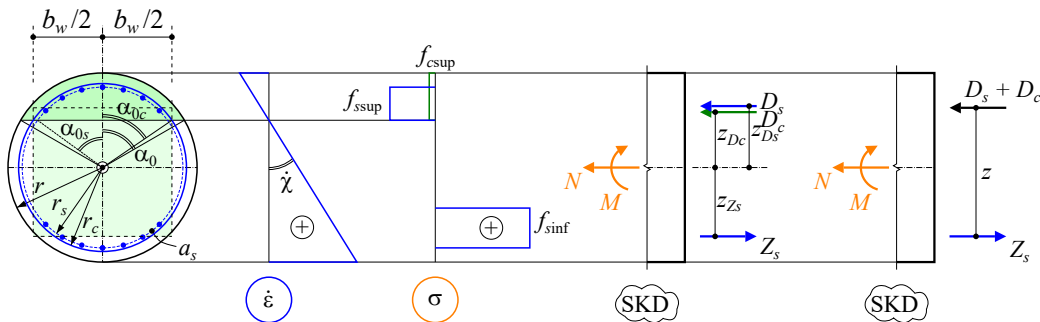 b_w/2 b_w/2
f_csup
f_ssup
D_s
D_c
D_s + D_c
α_0c
α_0s
α_0
z_Dc
z_Ds
χ̇
N
M
N
M
z
r
r_s
r_c
z_Zs
+
+
f_sinf
a_s
Z_s
Z_s
ε̇
σ
SKD
SKD